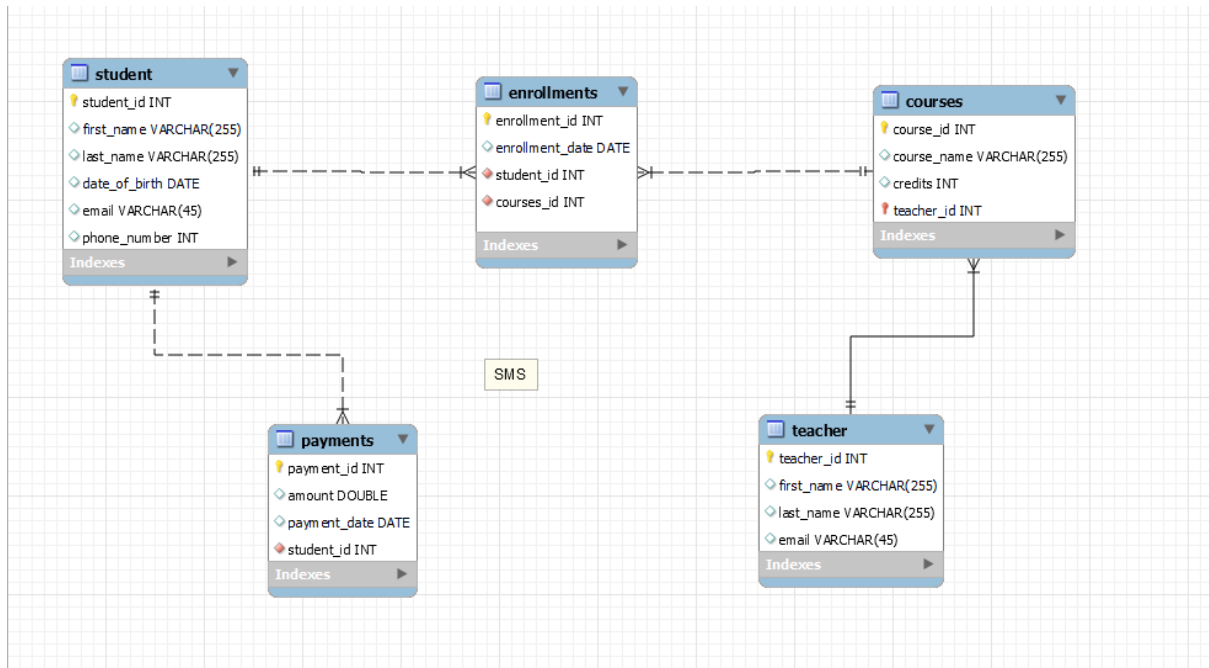 student
student_id INT
first_name VARCHAR(255)
last_name VARCHAR(255)
date_of_birth DATE
email VARCHAR(45)
phone_number INT
Indexes
enrollments
enrollment_id INT
enrollment_date DATE
student_id INT
courses_id INT
Indexes
courses
course_id INT
course_name VARCHAR(255)
credits INT
teacher_id INT
Indexes
SMS
payments
payment_id INT
amount DOUBLE
payment_date DATE
student_id INT
Indexes
teacher
teacher_id INT
first_name VARCHAR(255)
last_name VARCHAR(255)
email VARCHAR(45)
Indexes